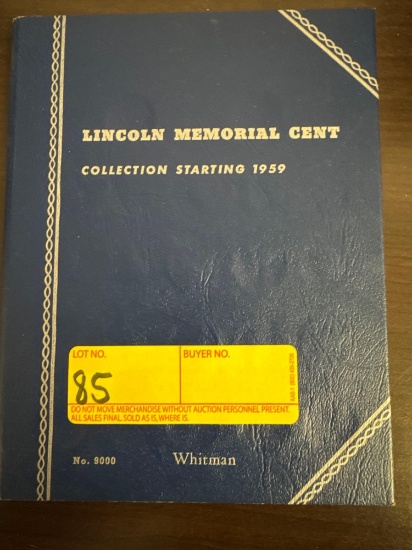 LINCOLN MEMORIAL CENT
COLLECTION STARTING 1959
LOT NO.
BUYER NO.
85
DO NOT MOVE MERCHANDISE WITHOUT AUCTION PERSONNEL PRESENT.
ALL SALES FINAL. SOLD AS IS, WHERE IS.
No. 9000
Whitman